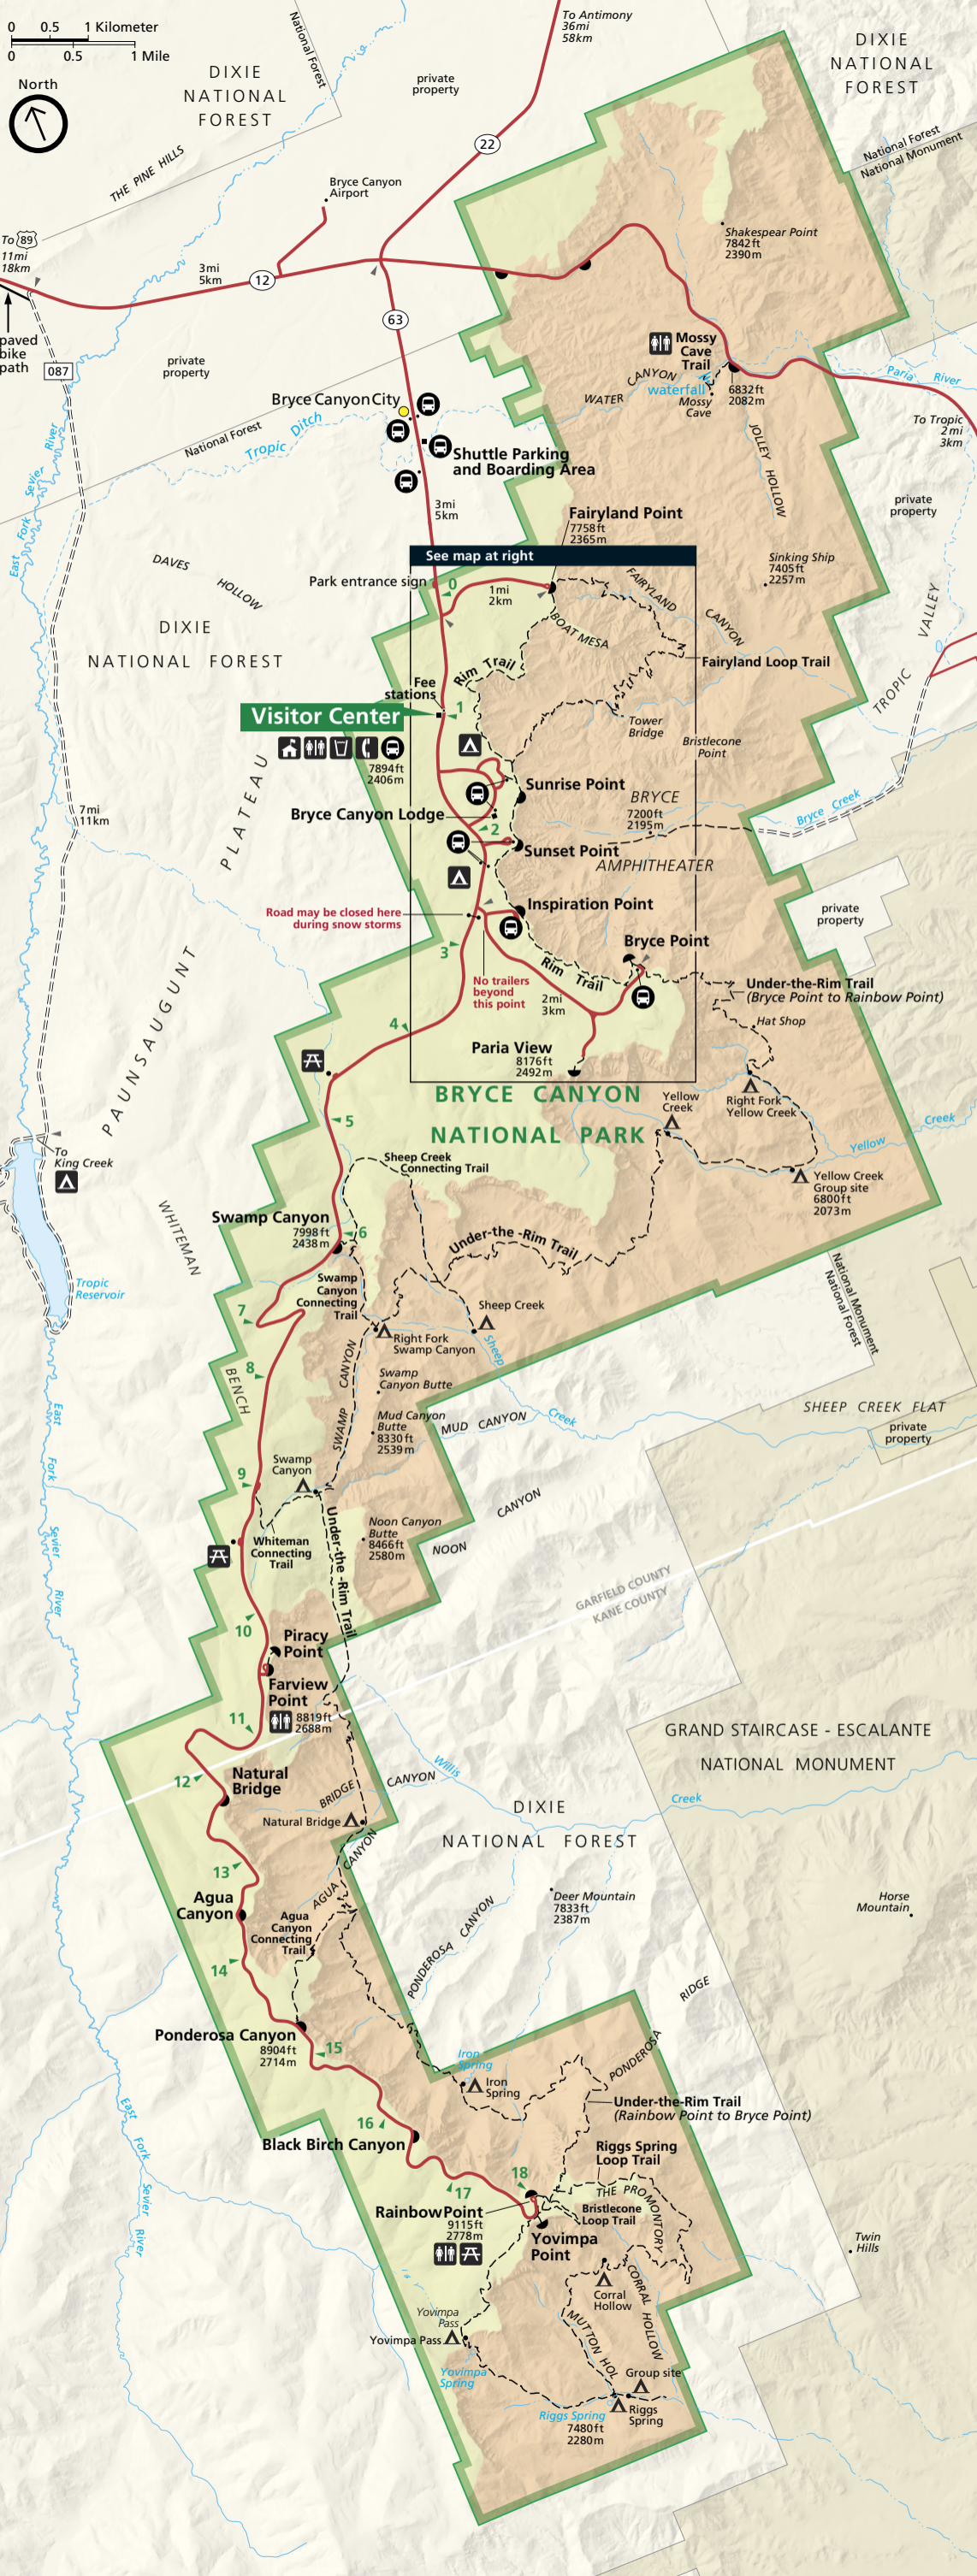 0 0.5 1 Kilometer
0 0.5 1 Mile
North
To Antimony
36mi
58km
DIXIE
NATIONAL
FOREST
National Forest
private
property
DIXIE
NATIONAL
FOREST
National Forest
National Monument
THE PINE HILLS
22
Bryce Canyon
Airport
To 89
11mi
18km
3mi
5km
12
Shakespear Point
7842ft
2390m
63
paved
bike
path
087
private
property
Mossy
Cave
Trail
WATER CANYON
waterfall
Mossy
Cave
6832ft
2082m
Paria River
To Tropic
2mi
3km
Bryce Canyon City
National Forest
Tropic Ditch
East Fork Sevier River
Shuttle Parking
and Boarding Area
JOLLEY HOLLOW
3mi
5km
private
property
Fairyland Point
7758ft
2365m
See map at right
DAVES HOLLOW
Park entrance sign
0
1mi
2km
FAIRYLAND CANYON
Sinking Ship
7405ft
2257m
DIXIE
NATIONAL FOREST
BOAT MESA
Fairyland Loop Trail
TROPIC VALLEY
Rim Trail
Fee
stations
Visitor Center
1
7894ft
2406m
Tower
Bridge
Bristlecone
Point
Sunrise Point
BRYCE
7200ft
2195m
AMPHITHEATER
Bryce Canyon Lodge
2
Sunset Point
Bryce Creek
7mi
11km
PAUNSAUGUNT PLATEAU
Inspiration Point
Road may be closed here
during snow storms
private
property
3
Bryce Point
Rim Trail
No trailers
beyond
this point
2mi
3km
Under-the-Rim Trail
(Bryce Point to Rainbow Point)
Hat Shop
4
Paria View
8176ft
2492m
BRYCE CANYON
NATIONAL PARK
Right Fork
Yellow Creek
Yellow
Creek
Yellow Creek
5
To
King Creek
Sheep Creek
Connecting Trail
Yellow Creek
Group site
6800ft
2073m
Swamp Canyon
7998ft
2438m
6
Under-the-Rim Trail
WHITEMAN BENCH
Tropic
Reservoir
Swamp
Canyon
Connecting
Trail
National Monument
National Forest
7
Sheep Creek
Right Fork
Swamp Canyon
Sheep Creek
8
Swamp
Canyon Butte
SWAMP CANYON
Mud Canyon
Butte
8330ft
2539m
MUD CANYON
SHEEP CREEK FLAT
private
property
East Fork Sevier River
9
Swamp
Canyon
NOON CANYON
Noon Canyon
Butte
8466ft
2580m
Whiteman
Connecting
Trail
Under-the-Rim Trail
GARFIELD COUNTY
KANE COUNTY
10
Piracy
Point
Farview
Point
8819ft
2688m
11
GRAND STAIRCASE - ESCALANTE
NATIONAL MONUMENT
12
Natural
Bridge
BRIDGE CANYON
Willis Creek
Natural Bridge
DIXIE
NATIONAL FOREST
13
AGUA CANYON
Agua
Canyon
Agua
Canyon
Connecting
Trail
Deer Mountain
7833ft
2387m
Horse
Mountain
14
PONDEROSA CANYON
PONDEROSA RIDGE
Ponderosa Canyon
8904ft
2714m
15
Iron
Spring
Iron
Spring
16
Under-the-Rim Trail
(Rainbow Point to Bryce Point)
East Fork Sevier River
Black Birch Canyon
Riggs Spring
Loop Trail
17
18
THE PROMONTORY
Rainbow Point
9115ft
2778m
Bristlecone
Loop Trail
Yovimpa
Point
Twin
Hills
Corral
Hollow
CORRAL HOLLOW
MUTTON HOL
Yovimpa
Pass
Yovimpa Pass
Yovimpa
Spring
Group site
Riggs Spring
7480ft
2280m
Riggs
Spring